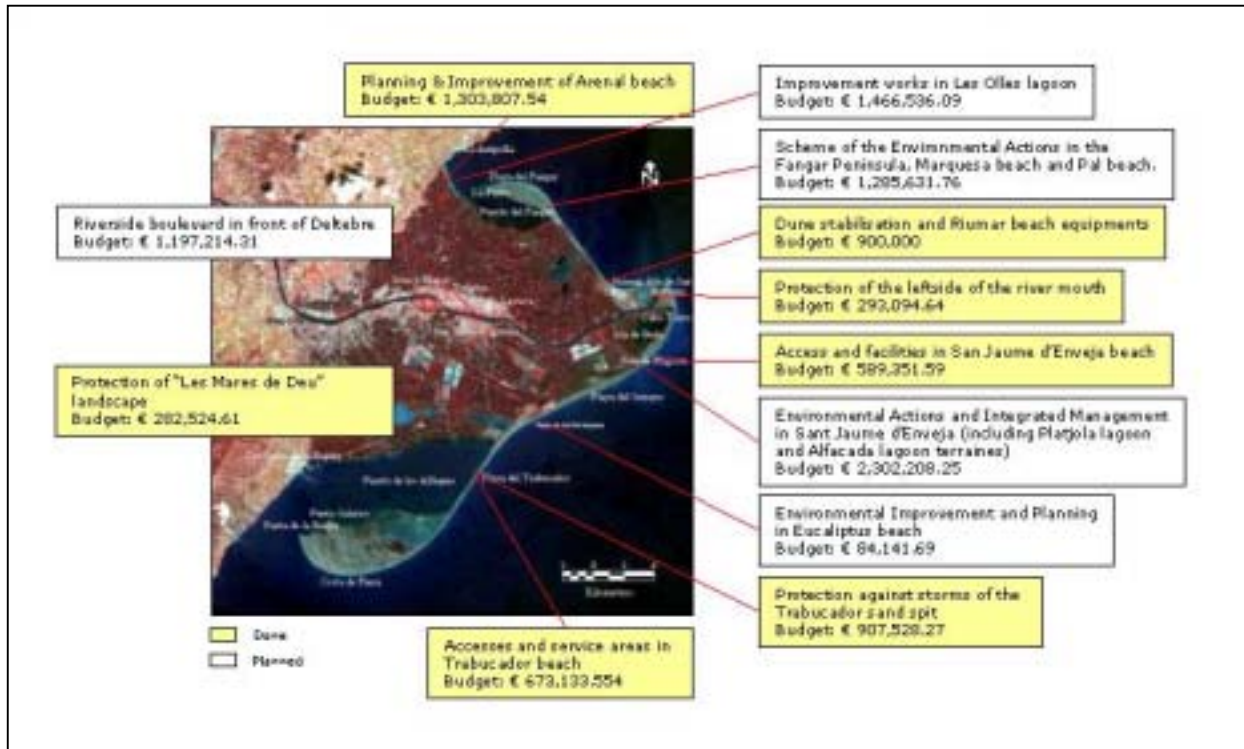 Planning & Improvement of Arenal beach
Budget: € 1,303,807.54
Improvement works in Les Olles lagoon
Budget: € 1,466,536.09
Scheme of the Envirnmental Actions in the
Fangar Peninsula, Marquesa beach and Pal beach.
Budget: € 1,285,631.76
Riverside boulevard in front of Deltebre
Budget: € 1,197,214.31
Dune stabilisation and Riumar beach equipments
Budget: € 900,000
Protection of the leftside of the river mouth
Budget: € 293,094.64
Access and facilities in San Jaume d'Enveja beach
Budget: € 589,351.59
Protection of "Les Mares de Deu"
landscape
Budget: € 282,524.61
Environmental Actions and Integrated Management
in Sant Jaume d'Enveja (including Platjola lagoon
and Alfacada lagoon terraines)
Budget: € 2,302,208.25
Environmental Improvement and Planning
in Eucaliptus beach
Budget: € 84,141.69
Protection against storms of the
Trabucador sand spit
Budget: € 907,528.27
Accesses and service areas in
Trabucador beach
Budget: € 673,133.554
Done
Planned
Kilometres